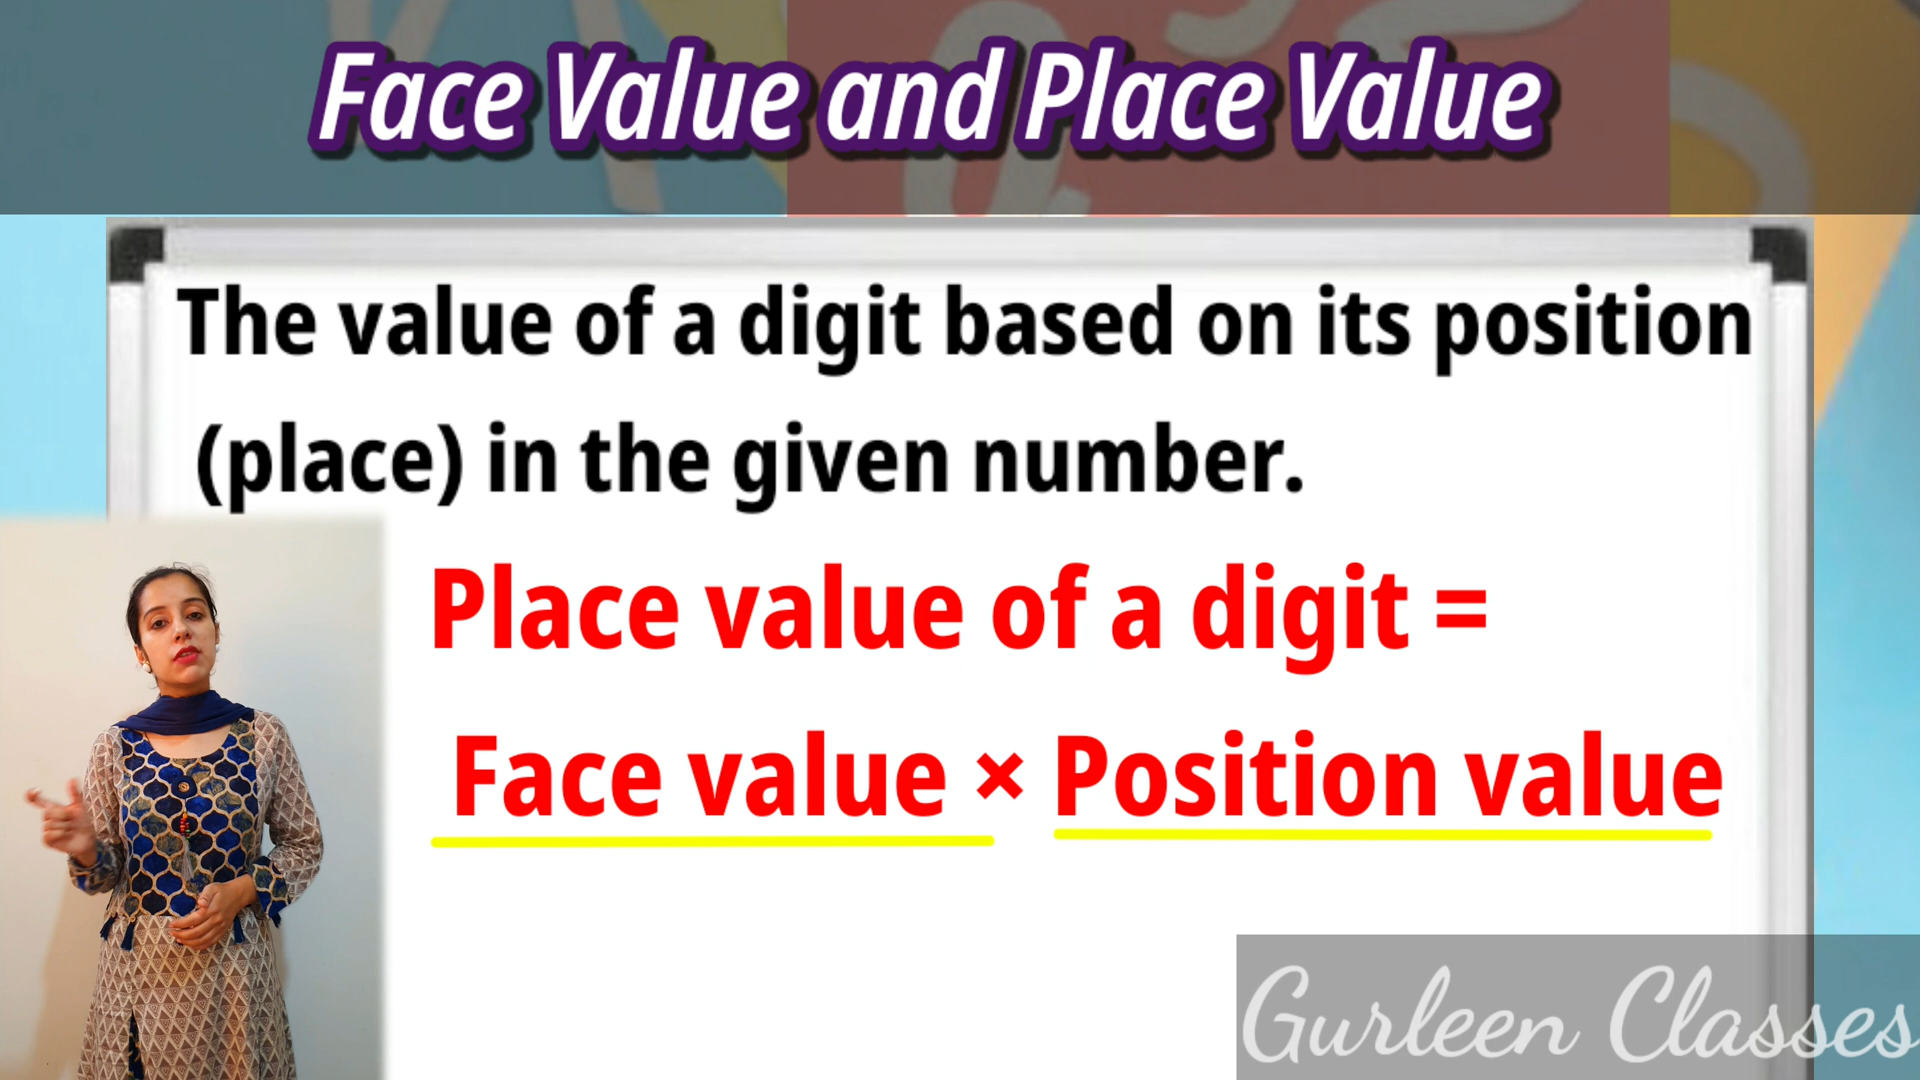 Face Value and Place Value
The value of a digit based on its position
(place) in the given number.
Place value of a digit =
Face value × Position value
Gurleen Classes